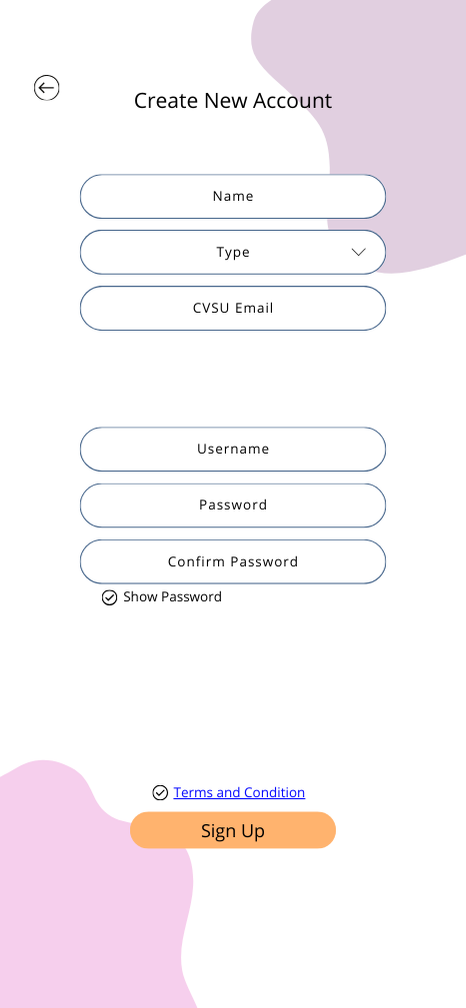 Create New Account
Name
Type
CVSU Email
Username
Password
Confirm Password
Show Password
Terms and Condition
Sign Up